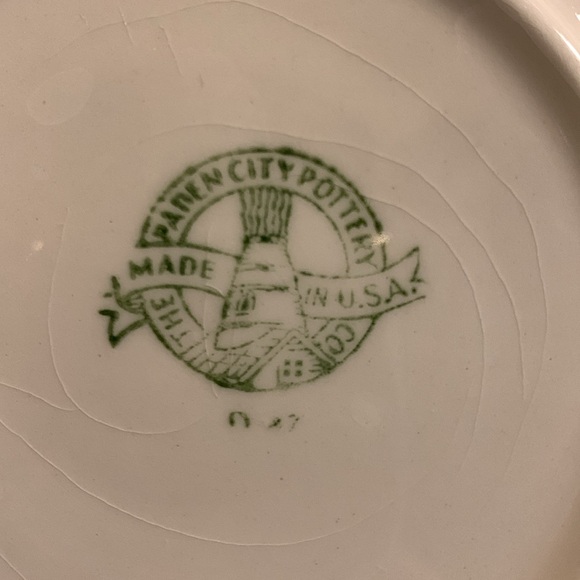 THE PADEN CITY POTTERY CO
MADE IN U.S.A.